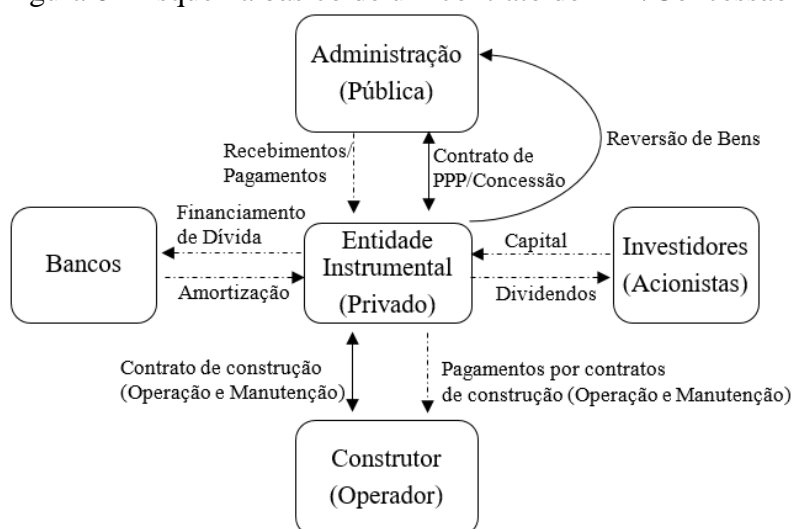 Administração
(Pública)
Reversão de Bens
Recebimentos/
Pagamentos
Contrato de
PPP/Concessão
Financiamento
de Dívida
Bancos
Amortização
Entidade
Instrumental
(Privado)
Capital
Dividendos
Investidores
(Acionistas)
Contrato de construção
(Operação e Manutenção)
Pagamentos por contratos
de construção (Operação e Manutenção)
Construtor
(Operador)